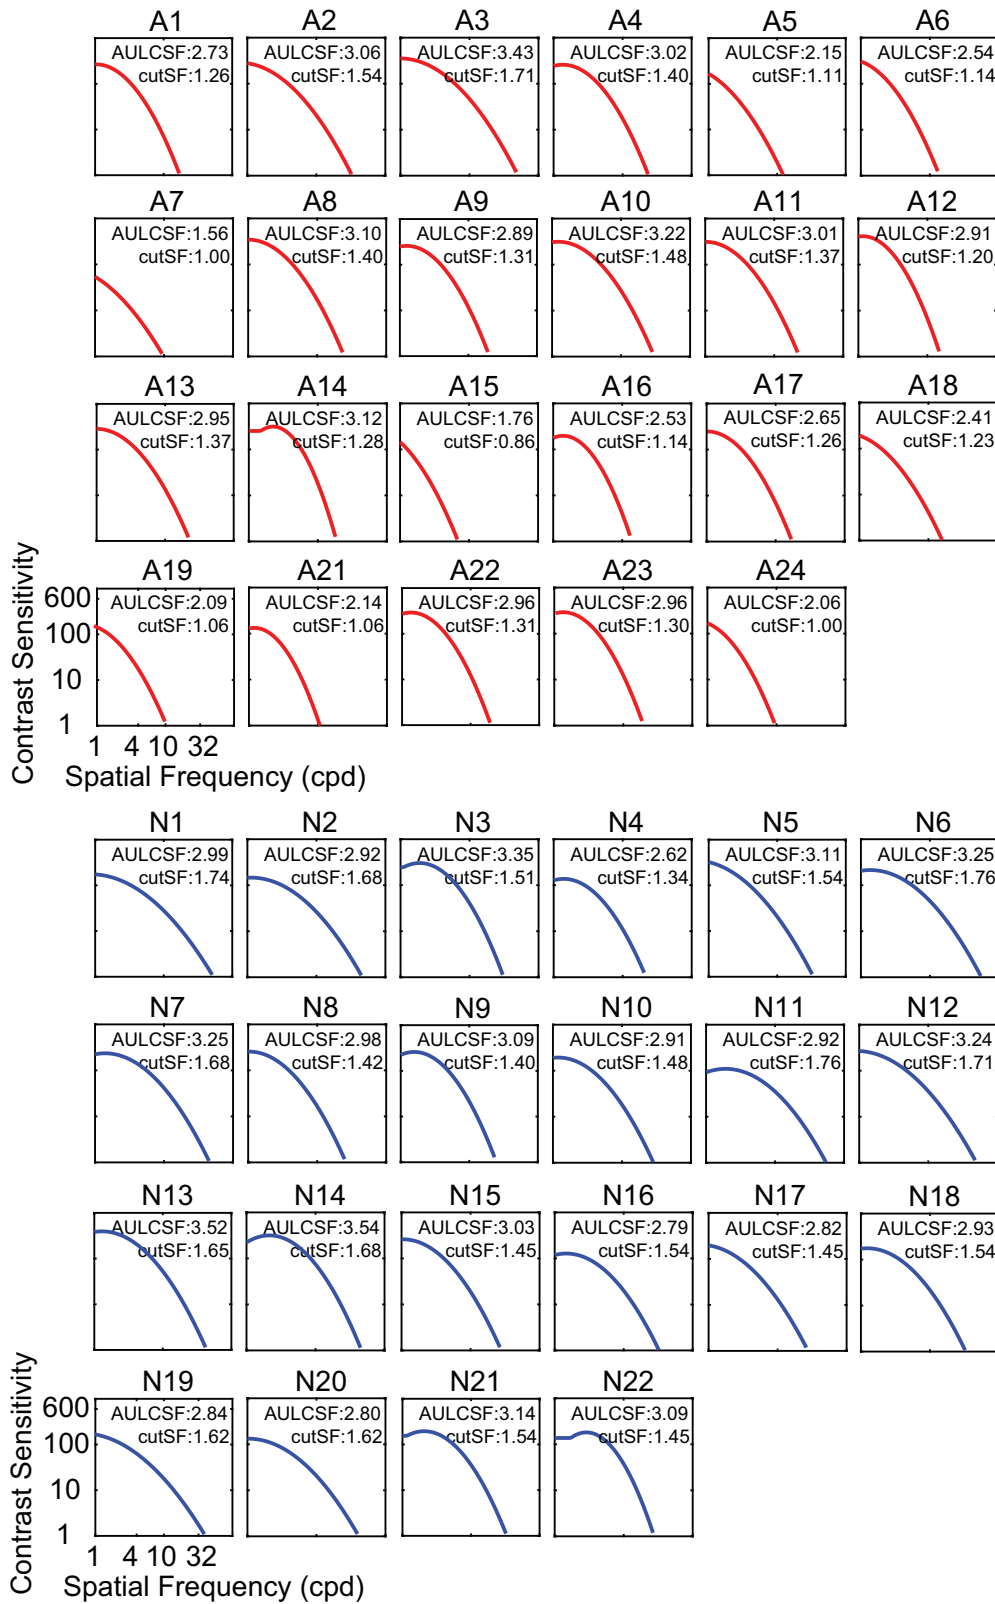 A1 A2 A3 A4 A5 A6
AULCSF:2.73 AULCSF:3.06 AULCSF:3.43 AULCSF:3.02 AULCSF:2.15 AULCSF:2.54
cutSF:1.26 cutSF:1.54 cutSF:1.71 cutSF:1.40 cutSF:1.11 cutSF:1.14
A7 A8 A9 A10 A11 A12
AULCSF:1.56 AULCSF:3.10 AULCSF:2.89 AULCSF:3.22 AULCSF:3.01 AULCSF:2.91
cutSF:1.00 cutSF:1.40 cutSF:1.31 cutSF:1.48 cutSF:1.37 cutSF:1.20
A13 A14 A15 A16 A17 A18
AULCSF:2.95 AULCSF:3.12 AULCSF:1.76 AULCSF:2.53 AULCSF:2.65 AULCSF:2.41
cutSF:1.37 cutSF:1.28 cutSF:0.86 cutSF:1.14 cutSF:1.26 cutSF:1.23
A19 A21 A22 A23 A24
AULCSF:2.09 AULCSF:2.14 AULCSF:2.96 AULCSF:2.96 AULCSF:2.06
cutSF:1.06 cutSF:1.06 cutSF:1.31 cutSF:1.30 cutSF:1.00
Contrast Sensitivity
600
100
10
1
1 4 10 32
Spatial Frequency (cpd)
N1 N2 N3 N4 N5 N6
AULCSF:2.99 AULCSF:2.92 AULCSF:3.35 AULCSF:2.62 AULCSF:3.11 AULCSF:3.25
cutSF:1.74 cutSF:1.68 cutSF:1.51 cutSF:1.34 cutSF:1.54 cutSF:1.76
N7 N8 N9 N10 N11 N12
AULCSF:3.25 AULCSF:2.98 AULCSF:3.09 AULCSF:2.91 AULCSF:2.92 AULCSF:3.24
cutSF:1.68 cutSF:1.42 cutSF:1.40 cutSF:1.48 cutSF:1.76 cutSF:1.71
N13 N14 N15 N16 N17 N18
AULCSF:3.52 AULCSF:3.54 AULCSF:3.03 AULCSF:2.79 AULCSF:2.82 AULCSF:2.93
cutSF:1.65 cutSF:1.68 cutSF:1.45 cutSF:1.54 cutSF:1.45 cutSF:1.54
N19 N20 N21 N22
AULCSF:2.84 AULCSF:2.80 AULCSF:3.14 AULCSF:3.09
cutSF:1.62 cutSF:1.62 cutSF:1.54 cutSF:1.45
Contrast Sensitivity
600
100
10
1
1 4 10 32
Spatial Frequency (cpd)